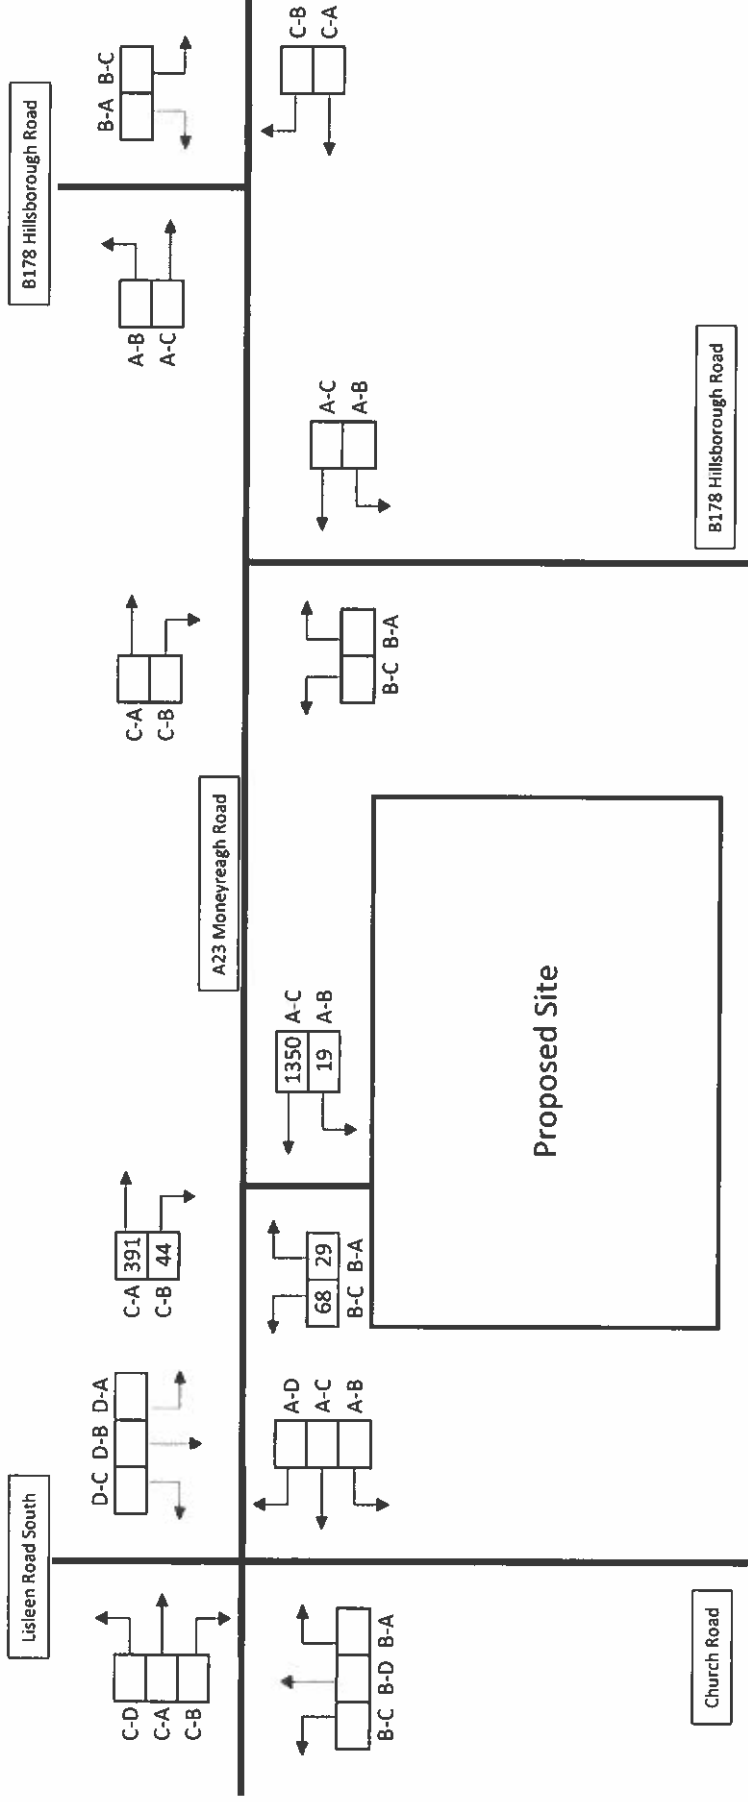 Lisleen Road South
B178 Hillsborough Road
D-C D-B D-A
B-A B-C
C-D
C-A
C-B
C-A 391
C-B 44
C-A
C-B
A-B
A-C
A23 Moneyreagh Road
A-D
A-C
A-B
1350 A-C
19 A-B
A-C
A-B
C-B
C-A
B-C B-D B-A
68 29
B-C B-A
B-C B-A
Proposed Site
Church Road
B178 Hillsborough Road